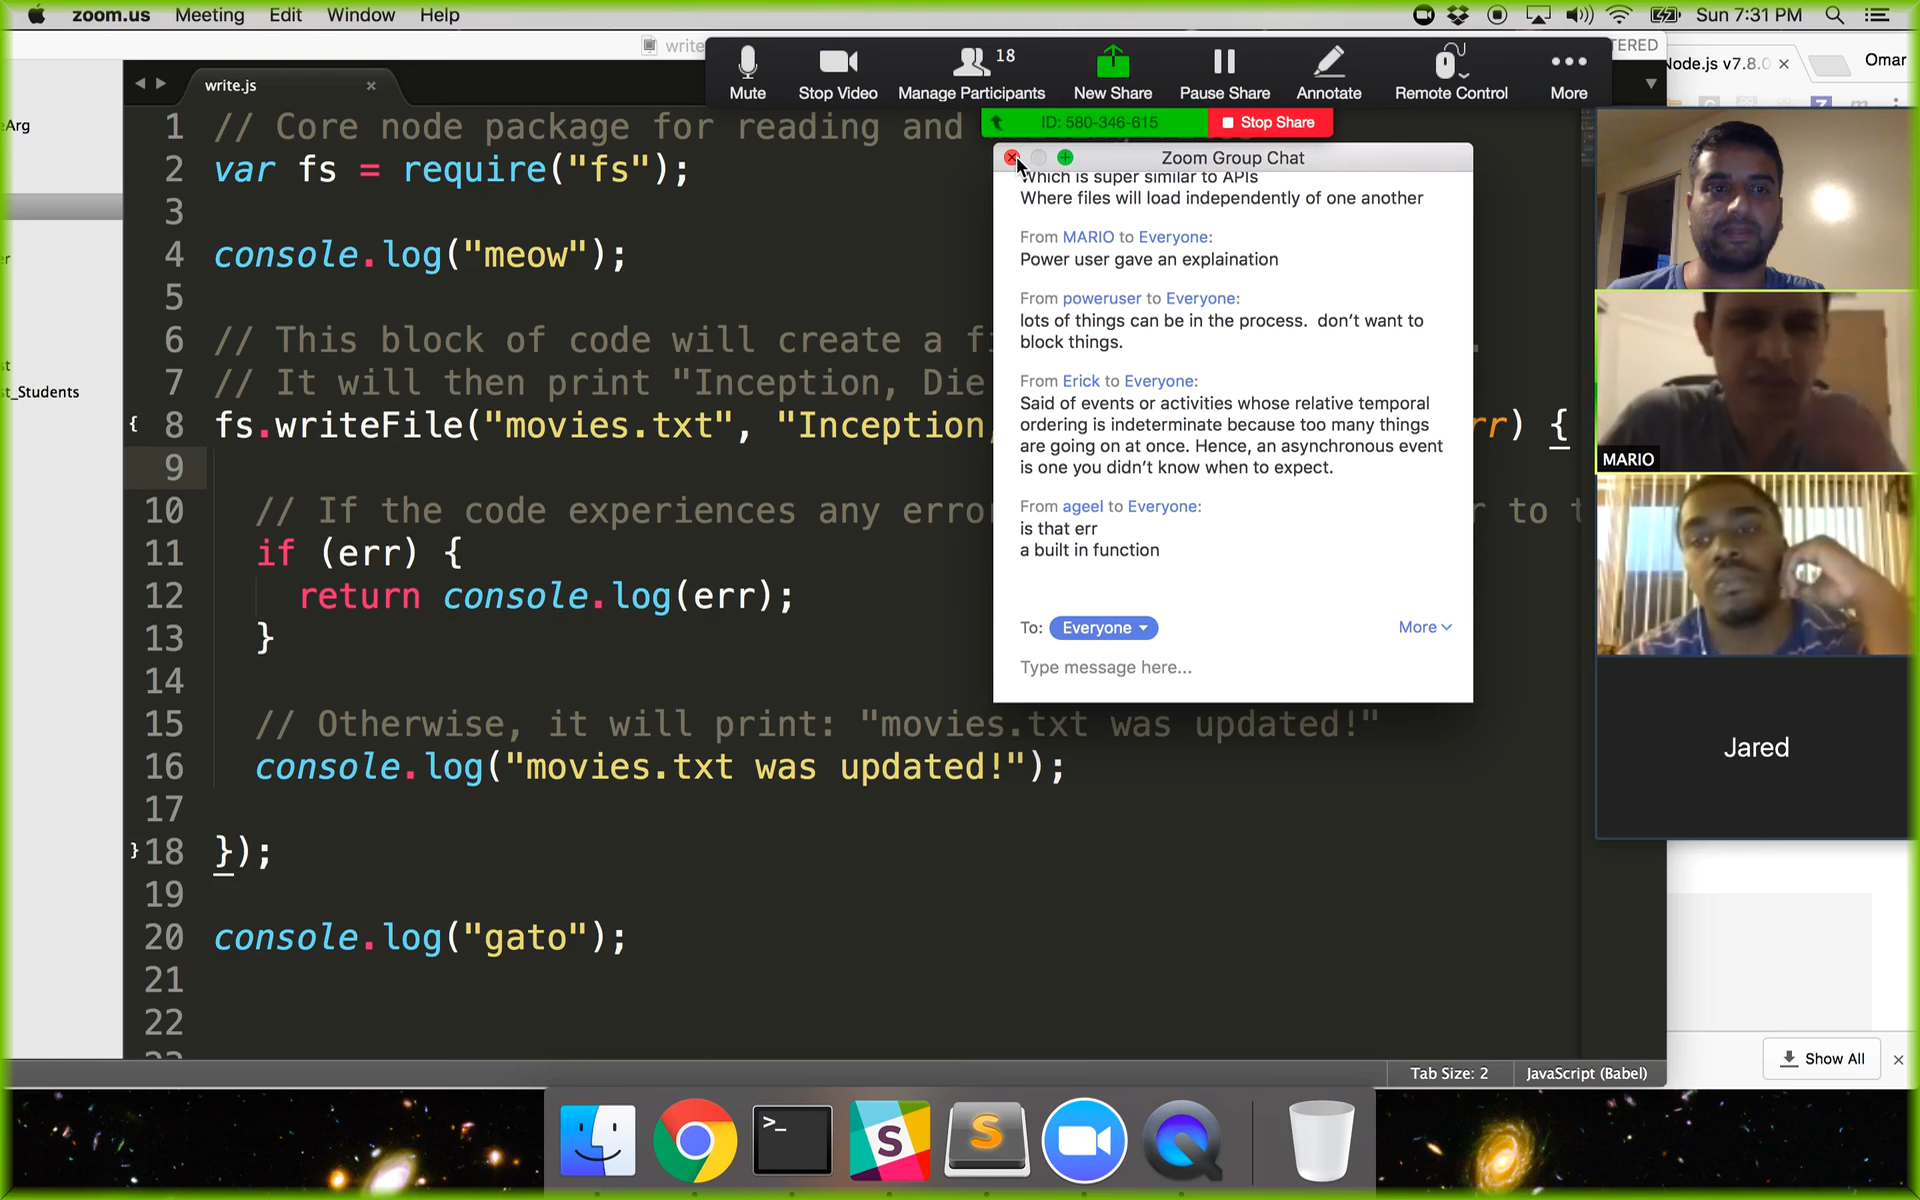 zoom.us Meeting Edit Window Help
Sun 7:31 PM
write
TERED
Node.js v7.8.0
Omar
Mute
Stop Video
18
Manage Participants
New Share
Pause Share
Annotate
Remote Control
More
ID: 580-346-615
Stop Share
eArg
t_Students
write.js
1 // Core node package for reading and
2 var fs = require("fs");
3
4 console.log("meow");
5
6 // This block of code will create a fi
7 // It will then print "Inception, Die
8 fs.writeFile("movies.txt", "Inception, rr) {
9
10 // If the code experiences any erro r to t
11 if (err) {
12 return console.log(err);
13 }
14
15 // Otherwise, it will print: "movies.txt was updated!"
16 console.log("movies.txt was updated!");
17
18 });
19
20 console.log("gato");
21
22
Zoom Group Chat
Which is super similar to APIs
Where files will load independently of one another
From MARIO to Everyone:
Power user gave an explaination
From poweruser to Everyone:
lots of things can be in the process. don't want to
block things.
From Erick to Everyone:
Said of events or activities whose relative temporal
ordering is indeterminate because too many things
are going on at once. Hence, an asynchronous event
is one you didn't know when to expect.
From ageel to Everyone:
is that err
a built in function
To: Everyone
More
Type message here...
MARIO
Jared
Show All
Tab Size: 2
JavaScript (Babel)